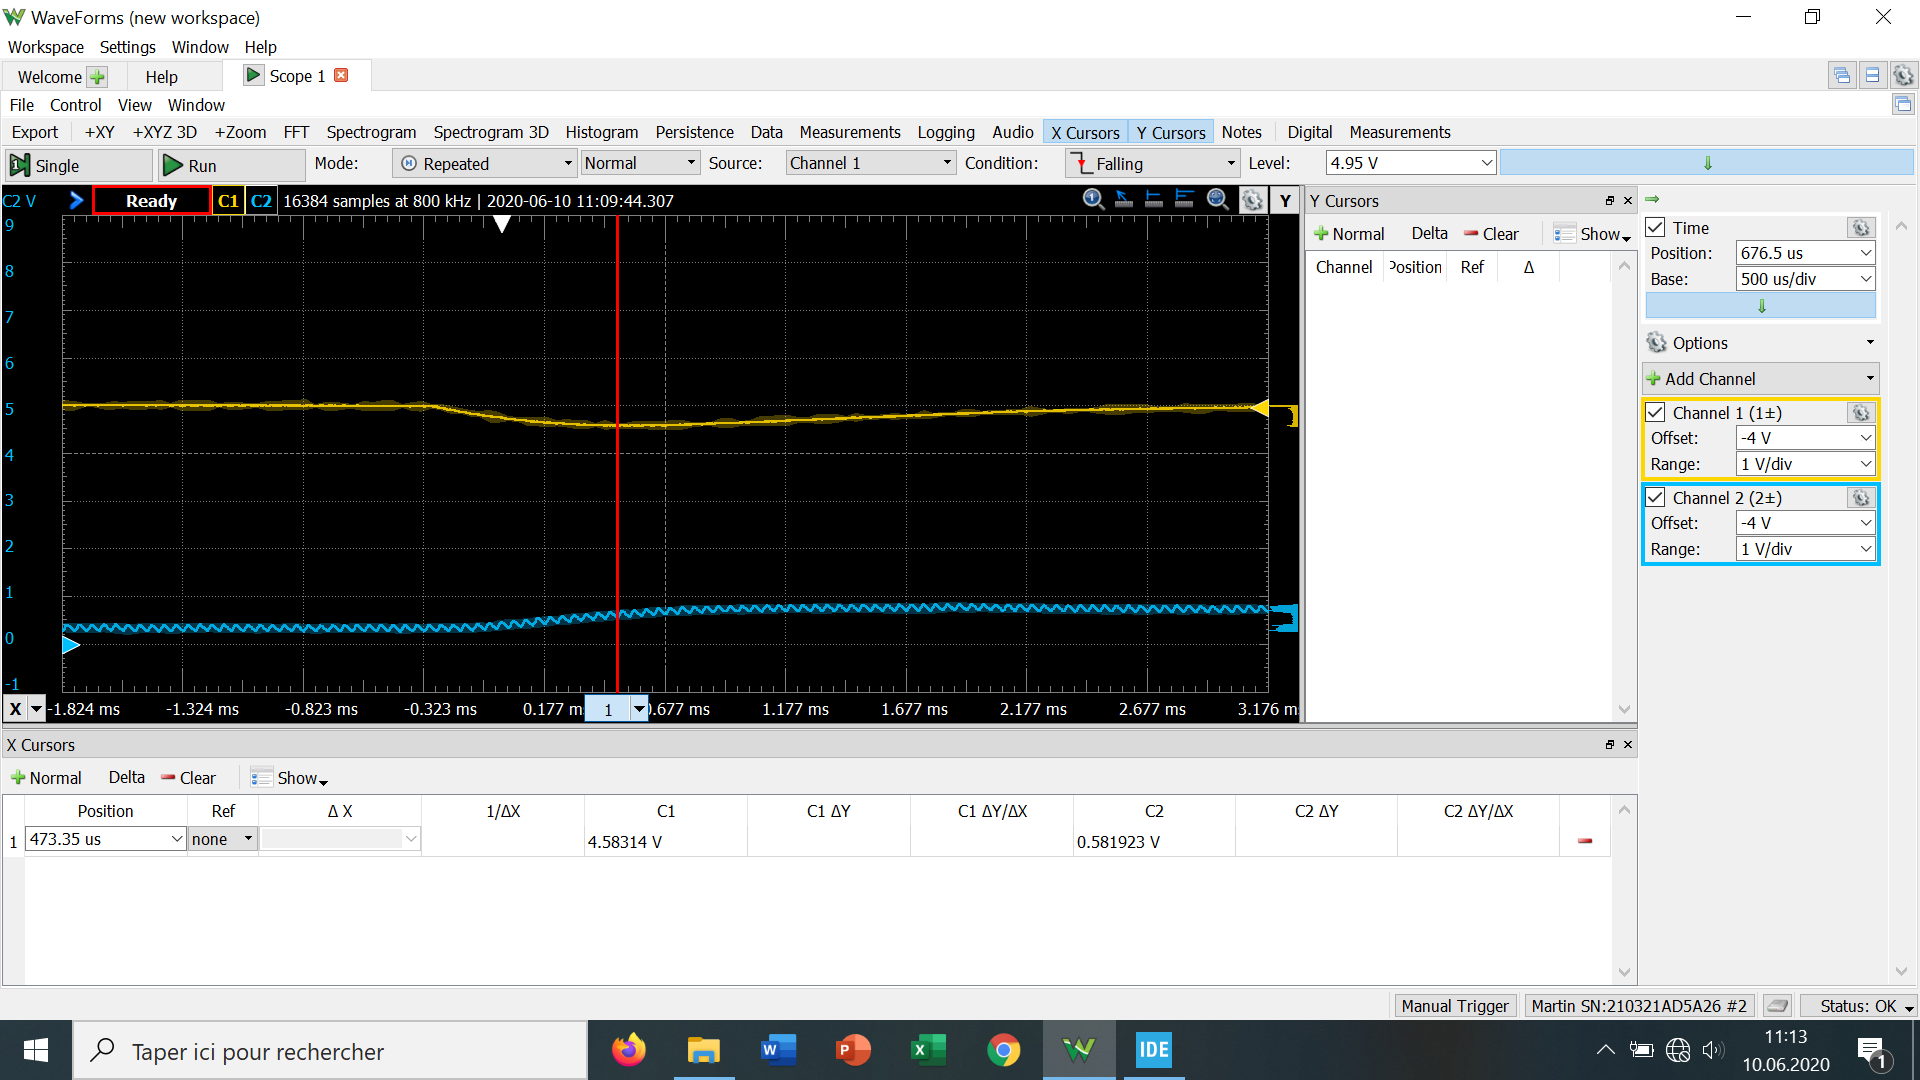 WaveForms (new workspace)
Workspace Settings Window Help
Welcome Help Scope 1
File Control View Window
Export +XY +XYZ 3D +Zoom FFT Spectrogram Spectrogram 3D Histogram Persistence Data Measurements Logging Audio X Cursors Y Cursors Notes Digital Measurements
Single Run Mode: Repeated Normal Source: Channel 1 Condition: Falling Level: 4.95 V
C2 V Ready C1 C2 16384 samples at 800 kHz | 2020-06-10 11:09:44.307 Y
9
8
7
6
5
4
3
2
1
0
-1
X -1.824 ms -1.324 ms -0.823 ms -0.323 ms 0.177 m 1 0.677 ms 1.177 ms 1.677 ms 2.177 ms 2.677 ms 3.176 m
Y Cursors
Normal Delta Clear Show
Channel Position Ref Δ
Time
Position: 676.5 us
Base: 500 us/div
Options
Add Channel
Channel 1 (1±)
Offset: -4 V
Range: 1 V/div
Channel 2 (2±)
Offset: -4 V
Range: 1 V/div
X Cursors
Normal Delta Clear Show
Position Ref Δ X 1/ΔX C1 C1 ΔY C1 ΔY/ΔX C2 C2 ΔY C2 ΔY/ΔX
1 473.35 us none 4.58314 V 0.581923 V
Manual Trigger Martin SN:210321AD5A26 #2 Status: OK
Taper ici pour rechercher
IDE
11:13
10.06.2020
1